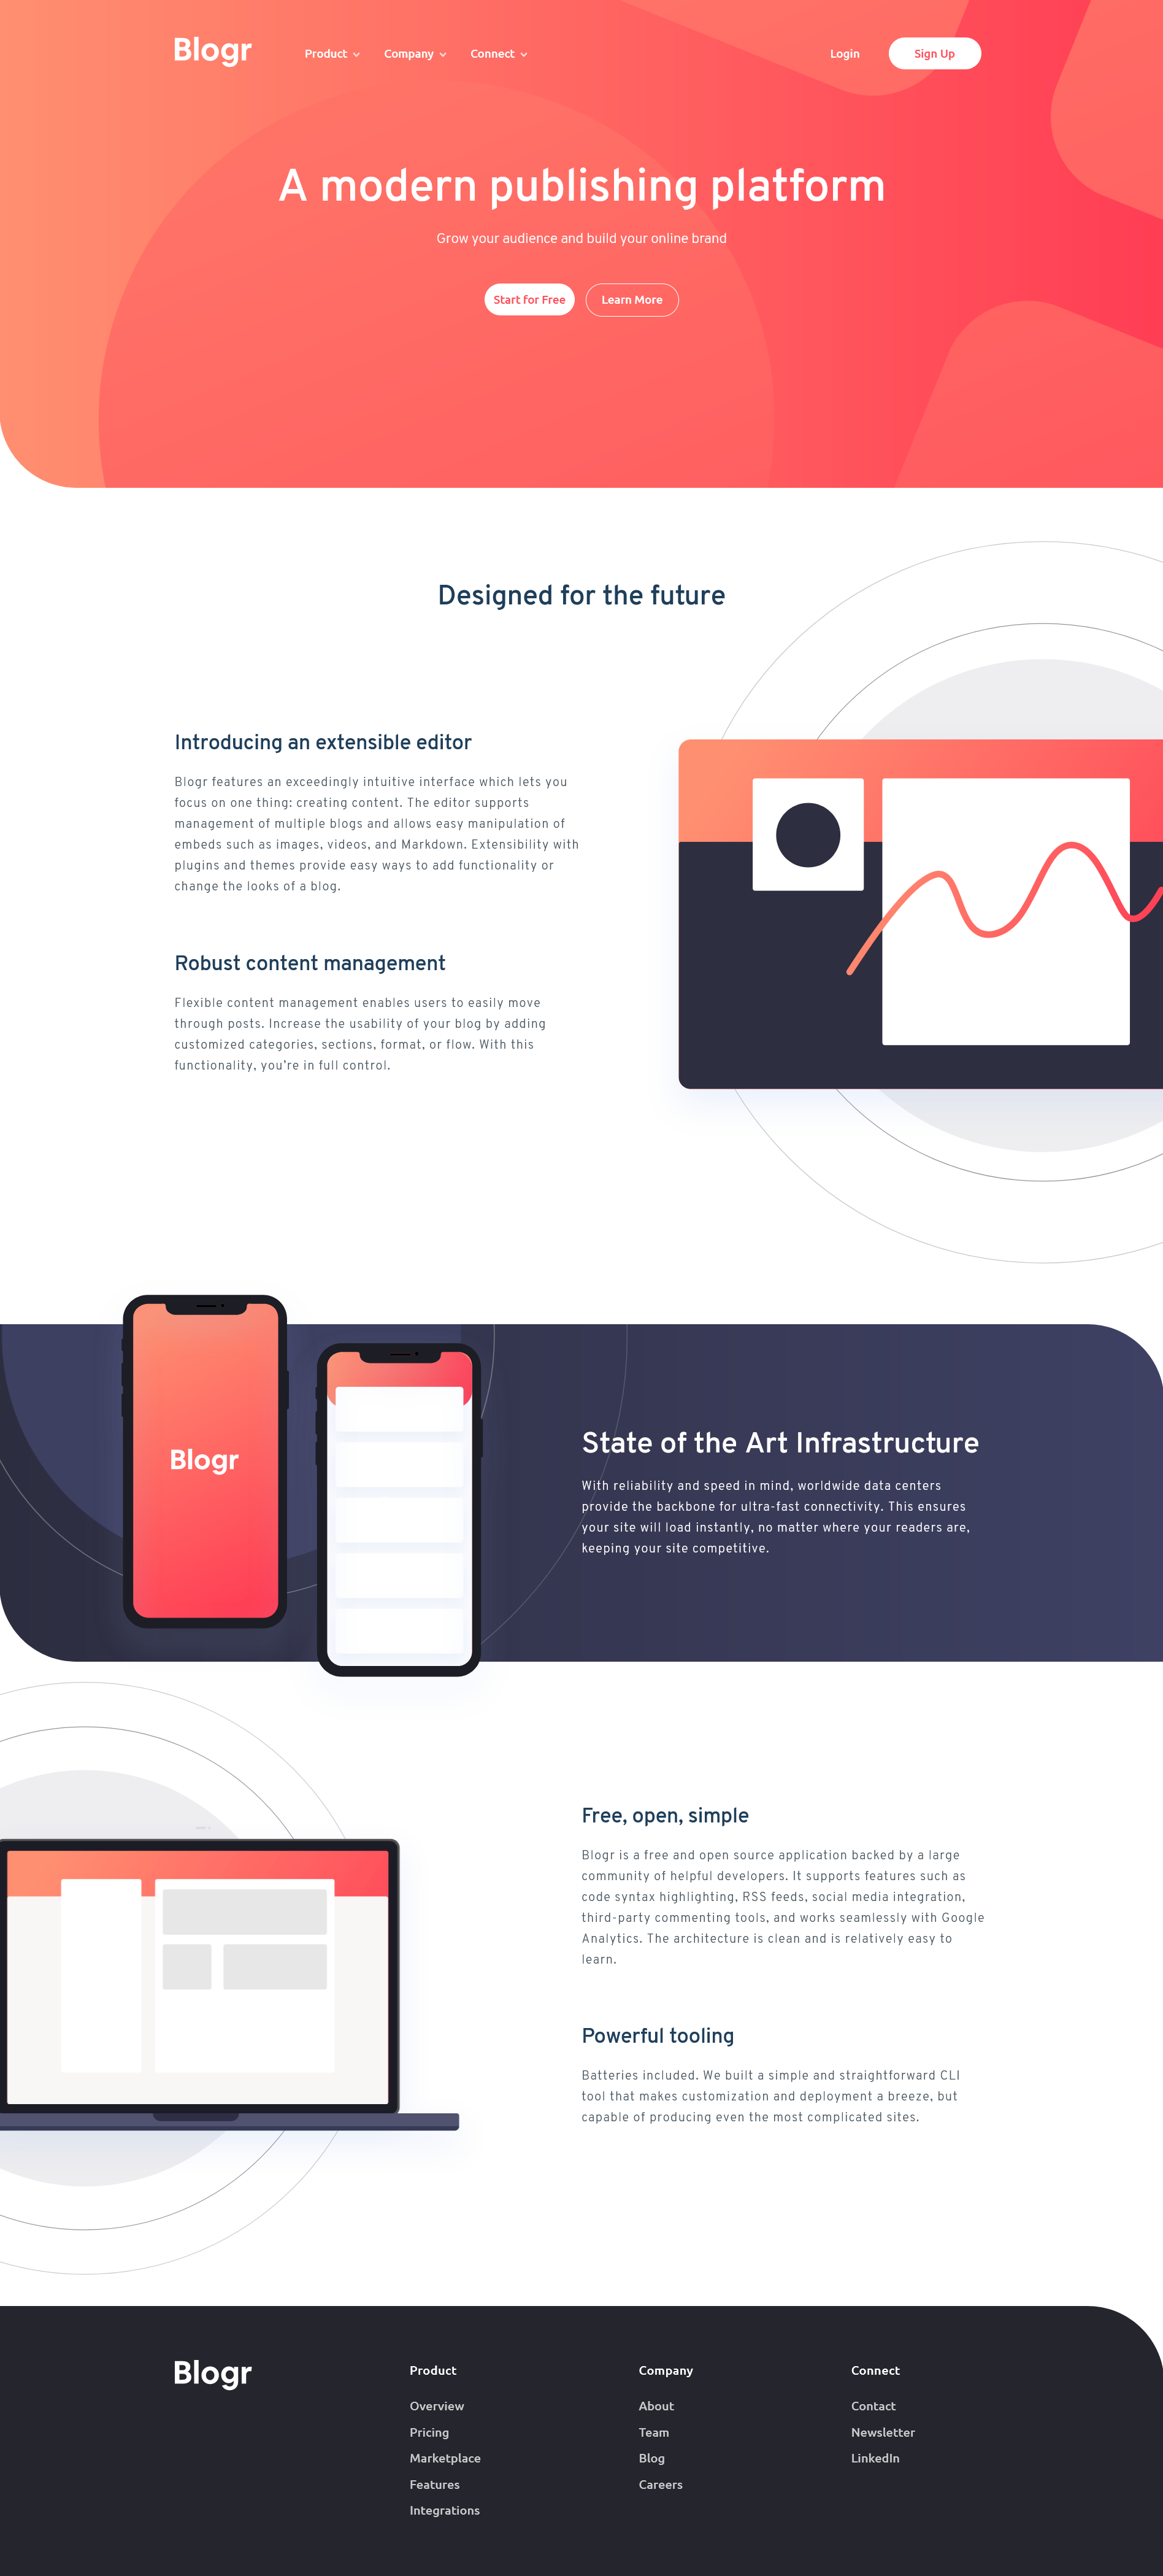 Blogr
Product
Company
Connect
Login
Sign Up
A modern publishing platform
Grow your audience and build your online brand
Start for Free
Learn More
Designed for the future
Introducing an extensible editor
Blogr features an exceedingly intuitive interface which lets you
focus on one thing: creating content. The editor supports
management of multiple blogs and allows easy manipulation of
embeds such as images, videos, and Markdown. Extensibility with
plugins and themes provide easy ways to add functionality or
change the looks of a blog.
Robust content management
Flexible content management enables users to easily move
through posts. Increase the usability of your blog by adding
customized categories, sections, format, or flow. With this
functionality, you’re in full control.
Blogr
State of the Art Infrastructure
With reliability and speed in mind, worldwide data centers
provide the backbone for ultra-fast connectivity. This ensures
your site will load instantly, no matter where your readers are,
keeping your site competitive.
Free, open, simple
Blogr is a free and open source application backed by a large
community of helpful developers. It supports features such as
code syntax highlighting, RSS feeds, social media integration,
third-party commenting tools, and works seamlessly with Google
Analytics. The architecture is clean and is relatively easy to
learn.
Powerful tooling
Batteries included. We built a simple and straightforward CLI
tool that makes customization and deployment a breeze, but
capable of producing even the most complicated sites.
Blogr
Product
Overview
Pricing
Marketplace
Features
Integrations
Company
About
Team
Blog
Careers
Connect
Contact
Newsletter
LinkedIn